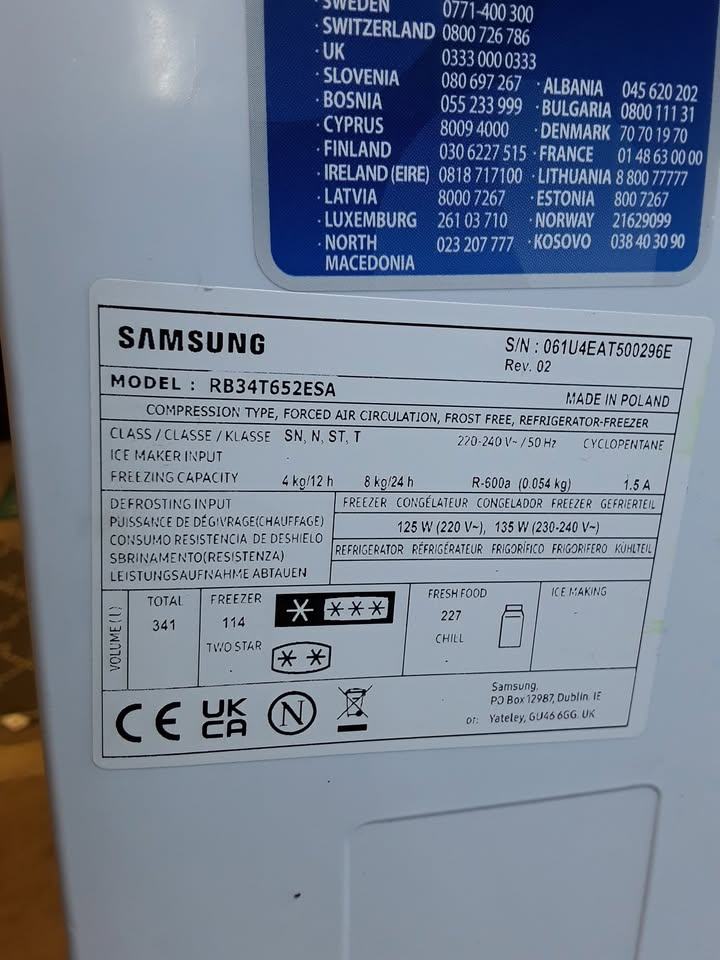 SWEDEN 0771-400 300
· SWITZERLAND 0800 726 786
· UK 0333 000 0333
· SLOVENIA 080 697 267 · ALBANIA 045 620 202
· BOSNIA 055 233 999 · BULGARIA 0800 111 31
· CYPRUS 8009 4000 · DENMARK 70 70 19 70
· FINLAND 030 6227 515 · FRANCE 01 48 63 00 00
· IRELAND (EIRE) 0818 717100 · LITHUANIA 8 800 77777
· LATVIA 8000 7267 · ESTONIA 800 7267
· LUXEMBURG 261 03 710 · NORWAY 21629099
· NORTH 023 207 777 · KOSOVO 038 40 30 90
MACEDONIA
SAMSUNG S/N : 061U4EAT500296E
Rev. 02
MODEL : RB34T652ESA MADE IN POLAND
COMPRESSION TYPE, FORCED AIR CIRCULATION, FROST FREE, REFRIGERATOR-FREEZER
CLASS / CLASSE / KLASSE SN, N, ST, T 220-240 V~ / 50 Hz CYCLOPENTANE
ICE MAKER INPUT
FREEZING CAPACITY 4 kg/12 h 8 kg/24 h R-600a (0.054 kg) 1.5 A
DEFROSTING INPUT FREEZER CONGÉLATEUR CONGELADOR FREEZER GEFRIERTEIL
PUISSANCE DE DÉGIVRAGE(CHAUFFAGE) 125 W (220 V~), 135 W (230-240 V~)
CONSUMO RESISTENCIA DE DESHIELO
SBRINAMENTO(RESISTENZA) REFRIGERATOR RÉFRIGÉRATEUR FRIGORÍFICO FRIGORIFERO KÜHLTEIL
LEISTUNGSAUFNAHME ABTAUEN -
VOLUME (L) TOTAL FREEZER FRESH FOOD ICE MAKING
341 114 227 -
TWO STAR CHILL
- -
CE UK CA N Samsung,
PO Box 12987, Dublin. IE
or: Yateley, GU46 6GG. UK